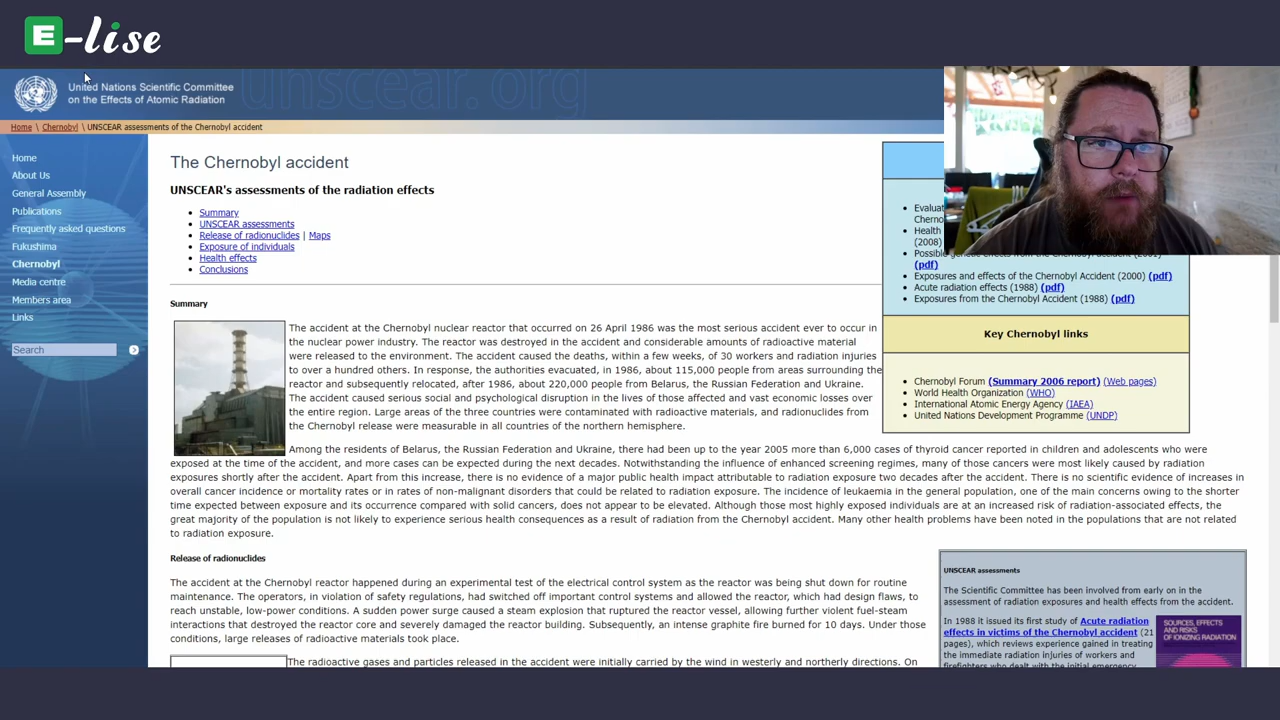 E-lise
unscear.org
United Nations Scientific Committee
on the Effects of Atomic Radiation
Home \ Chernobyl \ UNSCEAR assessments of the Chernobyl accident
Home
About Us
General Assembly
Publications
Frequently asked questions
Fukushima
Chernobyl
Media centre
Members area
Links
Search
The Chernobyl accident
UNSCEAR's assessments of the radiation effects
Summary
UNSCEAR assessments
Release of radionuclides | Maps
Exposure of individuals
Health effects
Conclusions
(2008)
(pdf)
Exposures and effects of the Chernobyl Accident (2000) (pdf)
Acute radiation effects (1988) (pdf)
Exposures from the Chernobyl Accident (1988) (pdf)
Key Chernobyl links
Chernobyl Forum (Summary 2006 report) (Web pages)
World Health Organization (WHO)
International Atomic Energy Agency (IAEA)
United Nations Development Programme (UNDP)
Summary
The accident at the Chernobyl nuclear reactor that occurred on 26 April 1986 was the most serious accident ever to occur in
the nuclear power industry. The reactor was destroyed in the accident and considerable amounts of radioactive material
were released to the environment. The accident caused the deaths, within a few weeks, of 30 workers and radiation injuries
to over a hundred others. In response, the authorities evacuated, in 1986, about 115,000 people from areas surrounding the
reactor and subsequently relocated, after 1986, about 220,000 people from Belarus, the Russian Federation and Ukraine.
The accident caused serious social and psychological disruption in the lives of those affected and vast economic losses over
the entire region. Large areas of the three countries were contaminated with radioactive materials, and radionuclides from
the Chernobyl release were measurable in all countries of the northern hemisphere.
Among the residents of Belarus, the Russian Federation and Ukraine, there had been up to the year 2005 more than 6,000 cases of thyroid cancer reported in children and adolescents who were
exposed at the time of the accident, and more cases can be expected during the next decades. Notwithstanding the influence of enhanced screening regimes, many of those cancers were most likely caused by radiation
exposures shortly after the accident. Apart from this increase, there is no evidence of a major public health impact attributable to radiation exposure two decades after the accident. There is no scientific evidence of increases in
overall cancer incidence or mortality rates or in rates of non-malignant disorders that could be related to radiation exposure. The incidence of leukaemia in the general population, one of the main concerns owing to the shorter
time expected between exposure and its occurrence compared with solid cancers, does not appear to be elevated. Although those most highly exposed individuals are at an increased risk of radiation-associated effects, the
great majority of the population is not likely to experience serious health consequences as a result of radiation from the Chernobyl accident. Many other health problems have been noted in the populations that are not related
to radiation exposure.
Release of radionuclides
The accident at the Chernobyl reactor happened during an experimental test of the electrical control system as the reactor was being shut down for routine
maintenance. The operators, in violation of safety regulations, had switched off important control systems and allowed the reactor, which had design flaws, to
reach unstable, low-power conditions. A sudden power surge caused a steam explosion that ruptured the reactor vessel, allowing further violent fuel-steam
interactions that destroyed the reactor core and severely damaged the reactor building. Subsequently, an intense graphite fire burned for 10 days. Under those
conditions, large releases of radioactive materials took place.
The radioactive gases and particles released in the accident were initially carried by the wind in westerly and northerly directions. On
UNSCEAR assessments
The Scientific Committee has been involved from early on in the
assessment of radiation exposures and health effects from the accident.
In 1988 it issued its first study of Acute radiation
effects in victims of the Chernobyl accident (21
pages), which reviews experience gained in treating
the immediate radiation injuries of workers and
firefighters who dealt with the initial emergency
SOURCES, EFFECTS
AND RISKS
OF IONIZING RADIATION